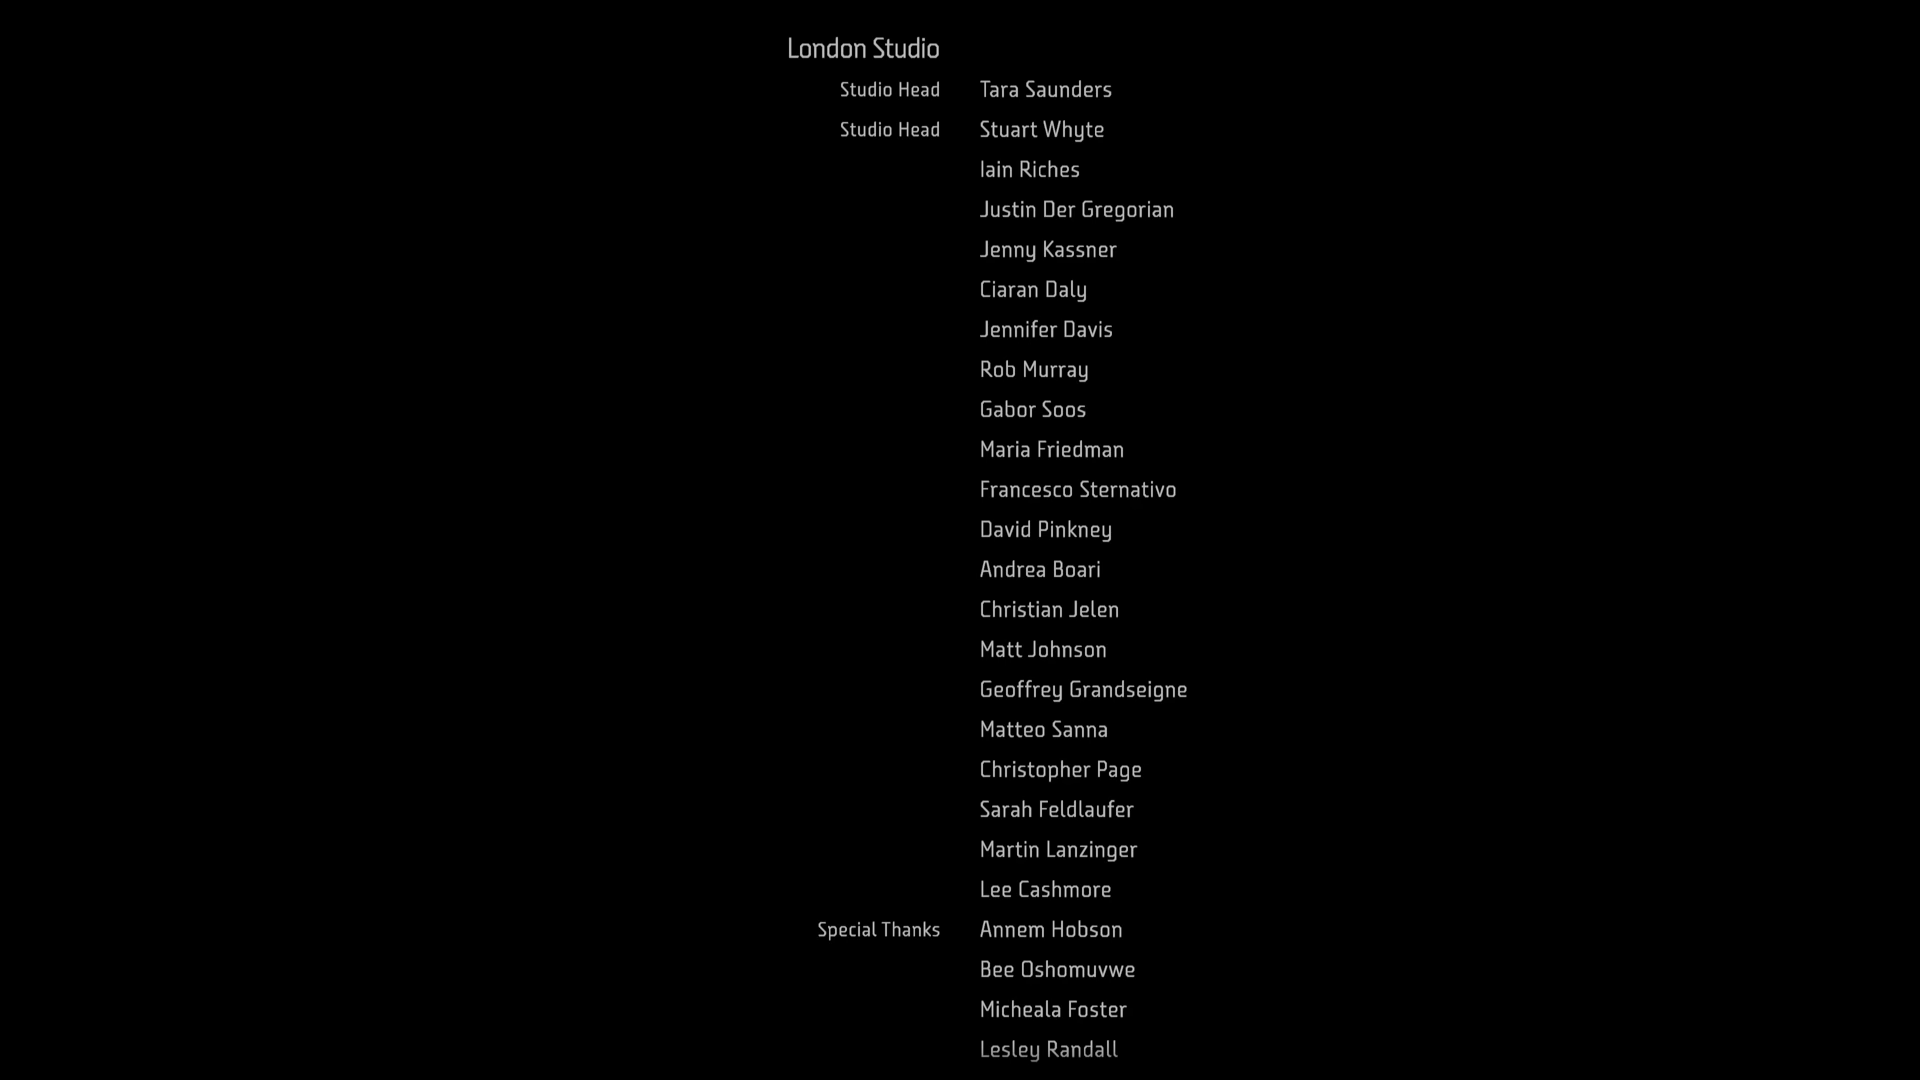 London Studio
Studio Head Tara Saunders
Studio Head Stuart Whyte
Iain Riches
Justin Der Gregorian
Jenny Kassner
Ciaran Daly
Jennifer Davis
Rob Murray
Gabor Soos
Maria Friedman
Francesco Sternativo
David Pinkney
Andrea Boari
Christian Jelen
Matt Johnson
Geoffrey Grandseigne
Matteo Sanna
Christopher Page
Sarah Feldlaufer
Martin Lanzinger
Lee Cashmore
Special Thanks Annem Hobson
Bee Oshomuvwe
Micheala Foster
Lesley Randall